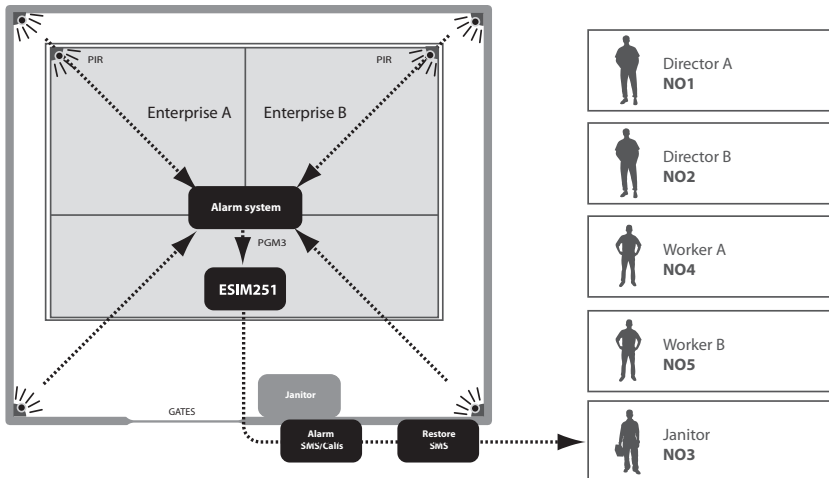 PIR
PIR
Enterprise A
Enterprise B
Alarm system
PGM3
ESIM251
Janitor
GATES
Alarm
SMS/Calls
Restore
SMS
Director A
NO1
Director B
NO2
Worker A
NO4
Worker B
NO5
Janitor
NO3